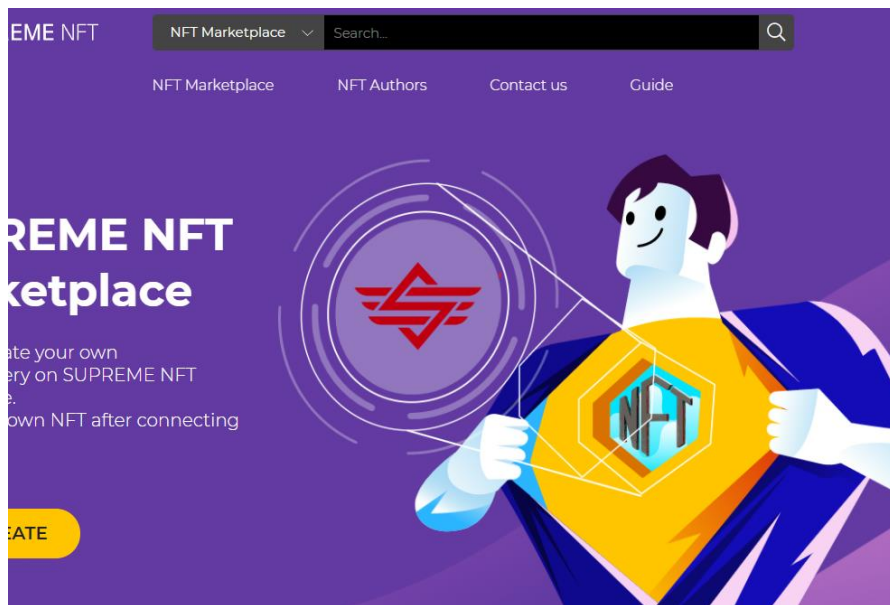 EME NFT
NFT Marketplace
Search...
NFT Marketplace
NFT Authors
Contact us
Guide
REME NFT
ketplace
ate your own
ery on SUPREME NFT
e.
own NFT after connecting
EATE
NFT